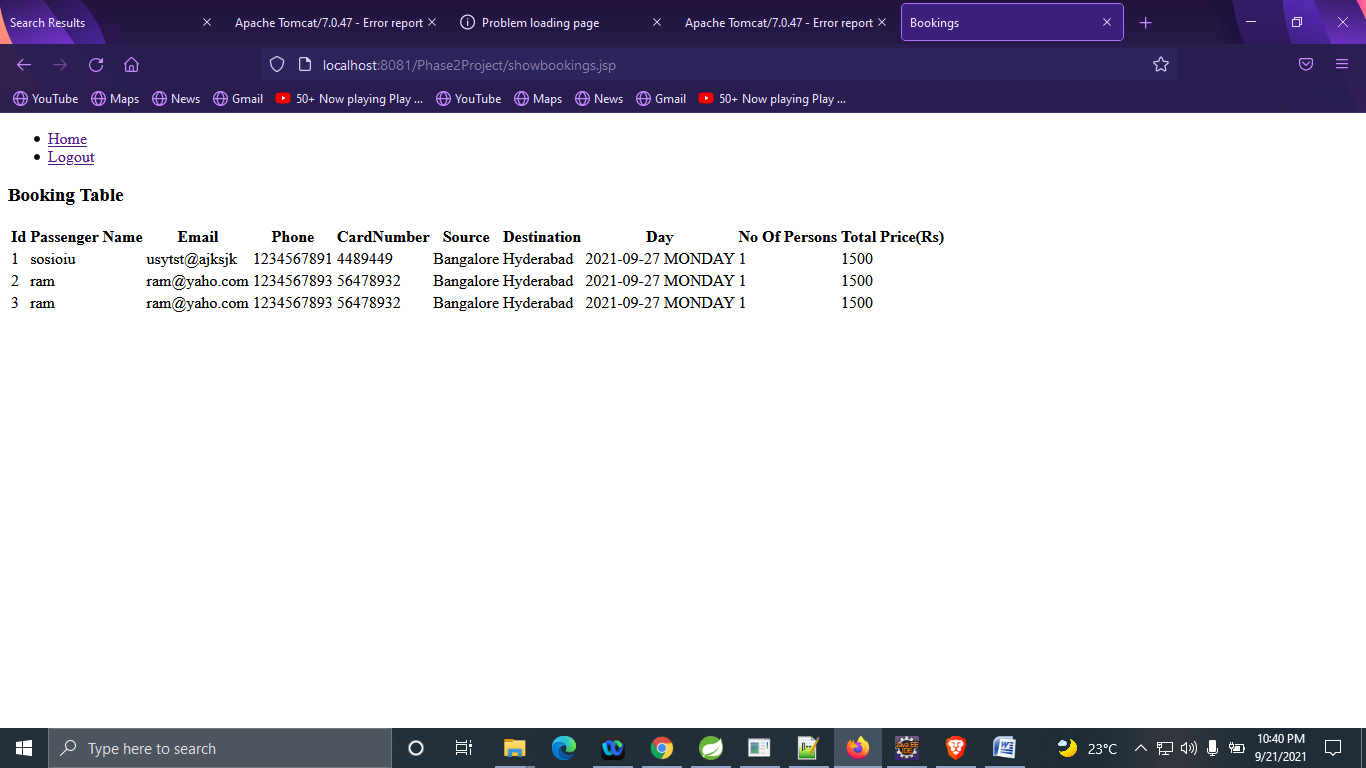 Search Results
Apache Tomcat/7.0.47 - Error report
Problem loading page
Apache Tomcat/7.0.47 - Error report
Bookings
localhost:8081/Phase2Project/showbookings.jsp
YouTube Maps News Gmail 50+ Now playing Play ... YouTube Maps News Gmail 50+ Now playing Play ...
Home
Logout
Booking Table
Id Passenger Name Email Phone CardNumber Source Destination Day No Of Persons Total Price(Rs)
1 sosioiu usytst@ajksjk 1234567891 4489449 Bangalore Hyderabad 2021-09-27 MONDAY 1 1500
2 ram ram@yaho.com 1234567893 56478932 Bangalore Hyderabad 2021-09-27 MONDAY 1 1500
3 ram ram@yaho.com 1234567893 56478932 Bangalore Hyderabad 2021-09-27 MONDAY 1 1500
Type here to search
23°C
10:40 PM
9/21/2021